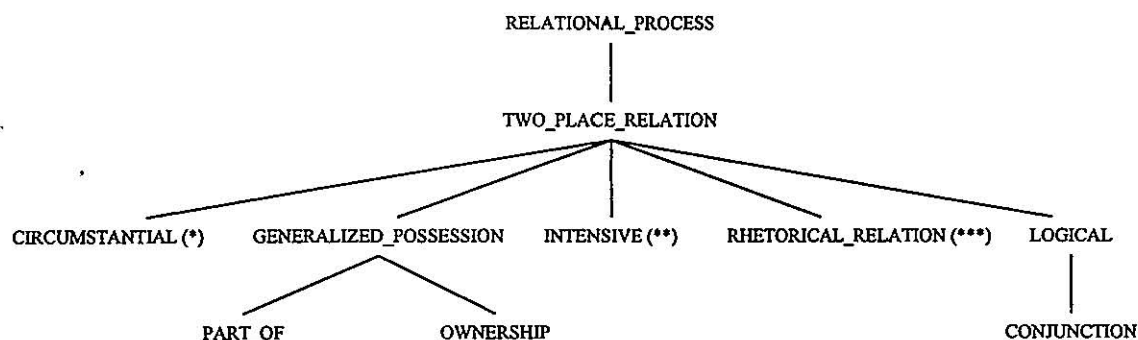 RELATIONAL_PROCESS
TWO_PLACE_RELATION
CIRCUMSTANTIAL (*) GENERALIZED_POSSESSION INTENSIVE (**) RHETORICAL_RELATION (***) LOGICAL
PART OF OWNERSHIP CONJUNCTION